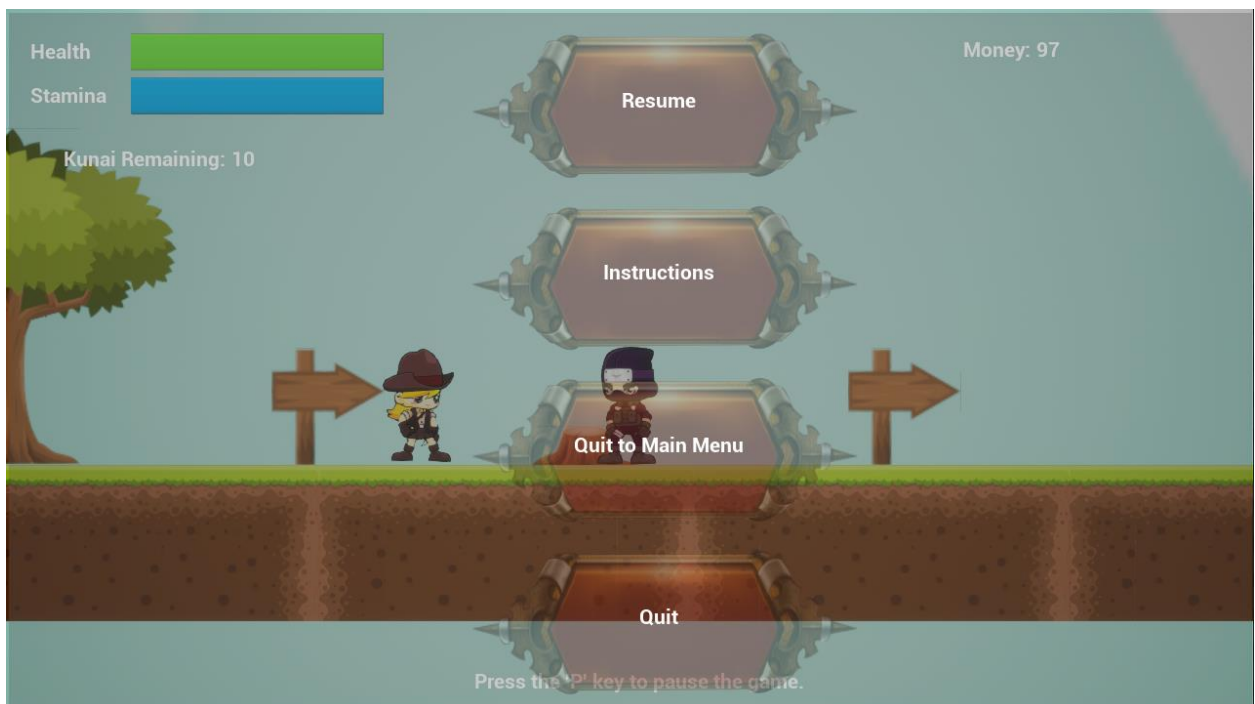 Health
Money: 97
Resume
Stamina
Kunai Remaining: 10
Instructions
Quit to Main Menu
Quit
Press the 'P' key to pause the game.